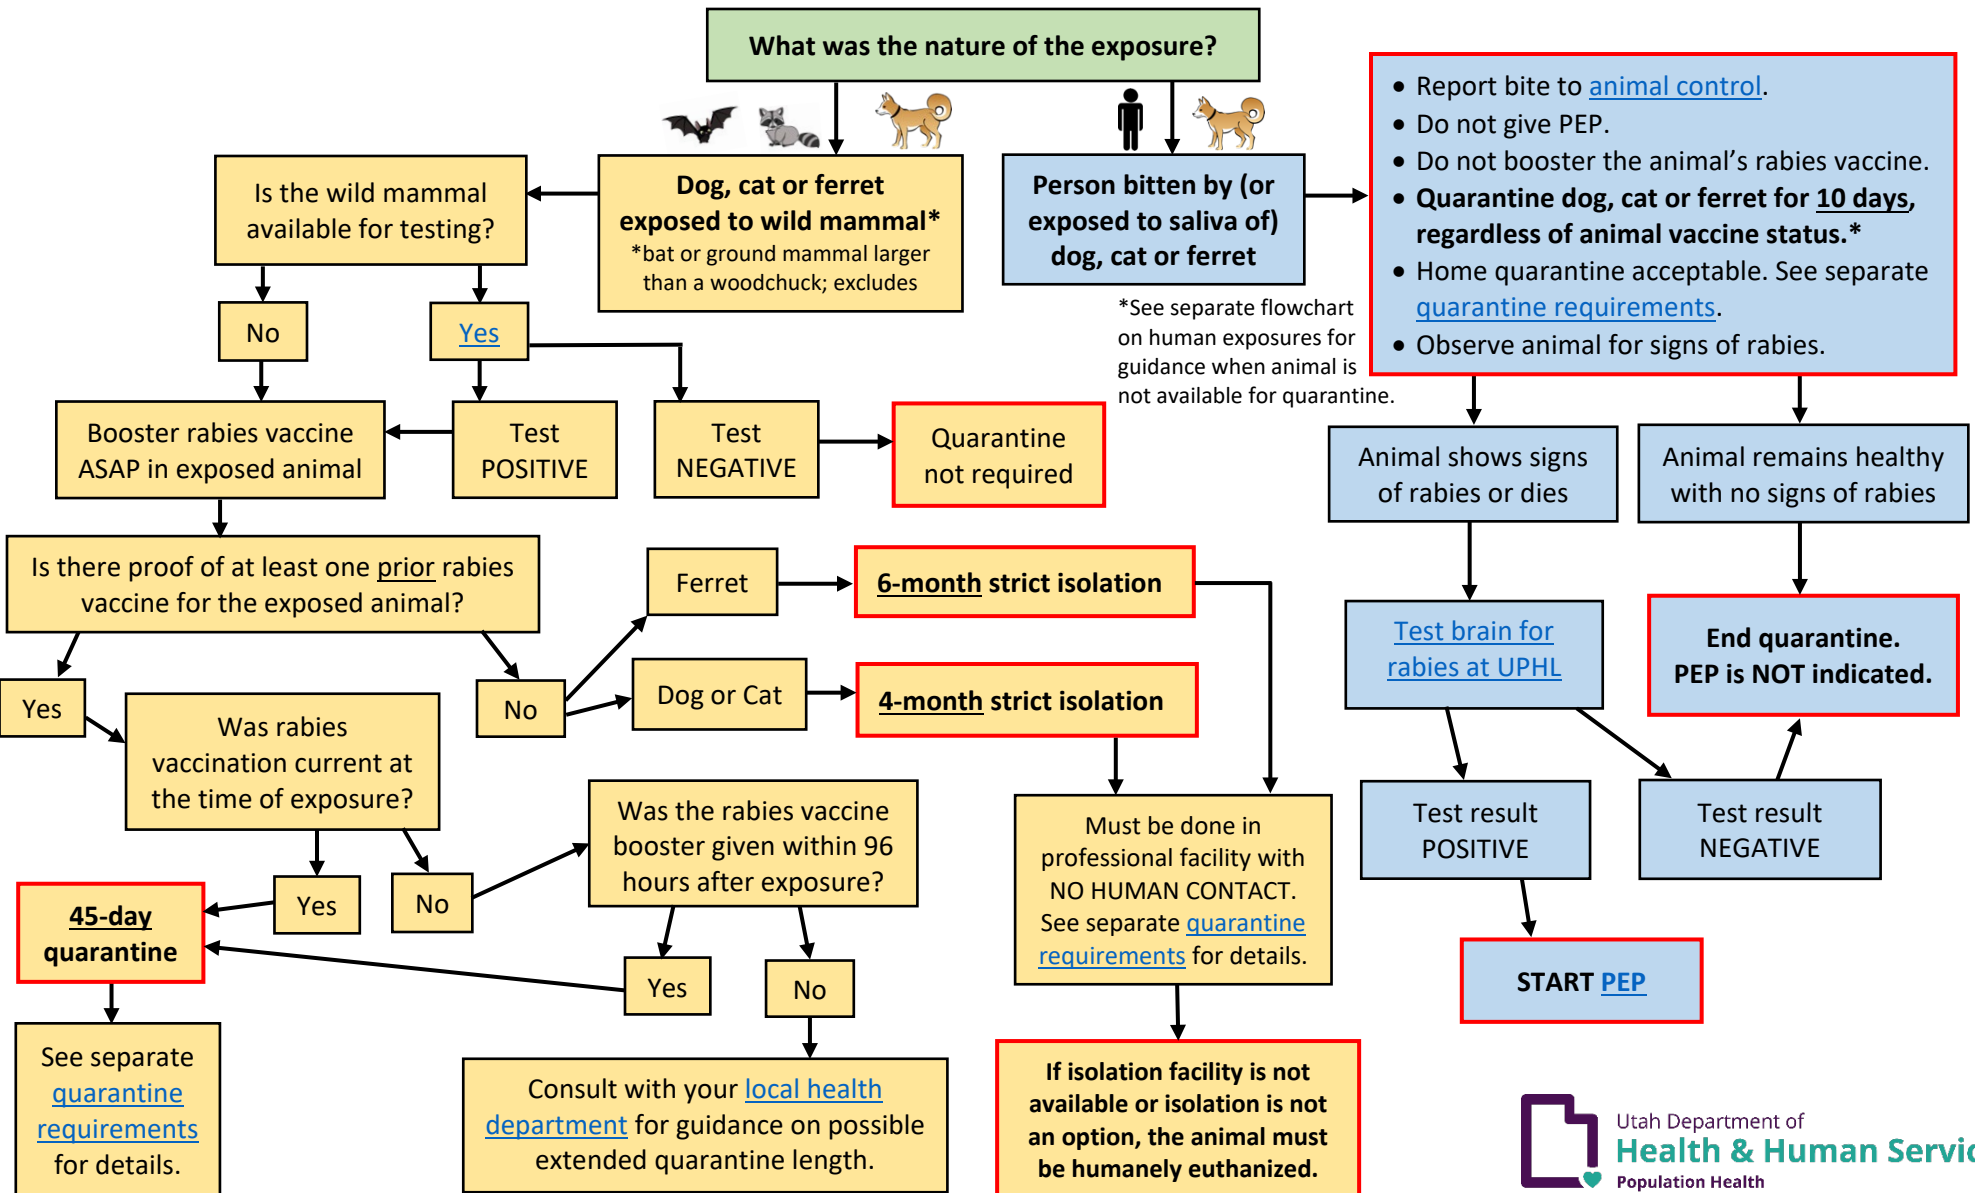 What was the nature of the exposure?
Dog, cat or ferret
exposed to wild mammal*
*bat or ground mammal larger
than a woodchuck; excludes
Is the wild mammal
available for testing?
No
Yes
Test
POSITIVE
Test
NEGATIVE
Quarantine
not required
Booster rabies vaccine
ASAP in exposed animal
Is there proof of at least one prior rabies
vaccine for the exposed animal?
Yes
No
Ferret
6-month strict isolation
Dog or Cat
4-month strict isolation
Was rabies
vaccination current at
the time of exposure?
Yes
No
Was the rabies vaccine
booster given within 96
hours after exposure?
Yes
No
45-day
quarantine
See separate
quarantine
requirements
for details.
Consult with your local health
department for guidance on possible
extended quarantine length.
Must be done in
professional facility with
NO HUMAN CONTACT.
See separate quarantine
requirements for details.
If isolation facility is not
available or isolation is not
an option, the animal must
be humanely euthanized.
Person bitten by (or
exposed to saliva of)
dog, cat or ferret
*See separate flowchart
on human exposures for
guidance when animal is
not available for quarantine.
• Report bite to animal control.
• Do not give PEP.
• Do not booster the animal’s rabies vaccine.
• Quarantine dog, cat or ferret for 10 days,
regardless of animal vaccine status.*
• Home quarantine acceptable. See separate
quarantine requirements.
• Observe animal for signs of rabies.
Animal shows signs
of rabies or dies
Animal remains healthy
with no signs of rabies
Test brain for
rabies at UPHL
End quarantine.
PEP is NOT indicated.
Test result
POSITIVE
Test result
NEGATIVE
START PEP
Utah Department of
Health & Human Servic
Population Health